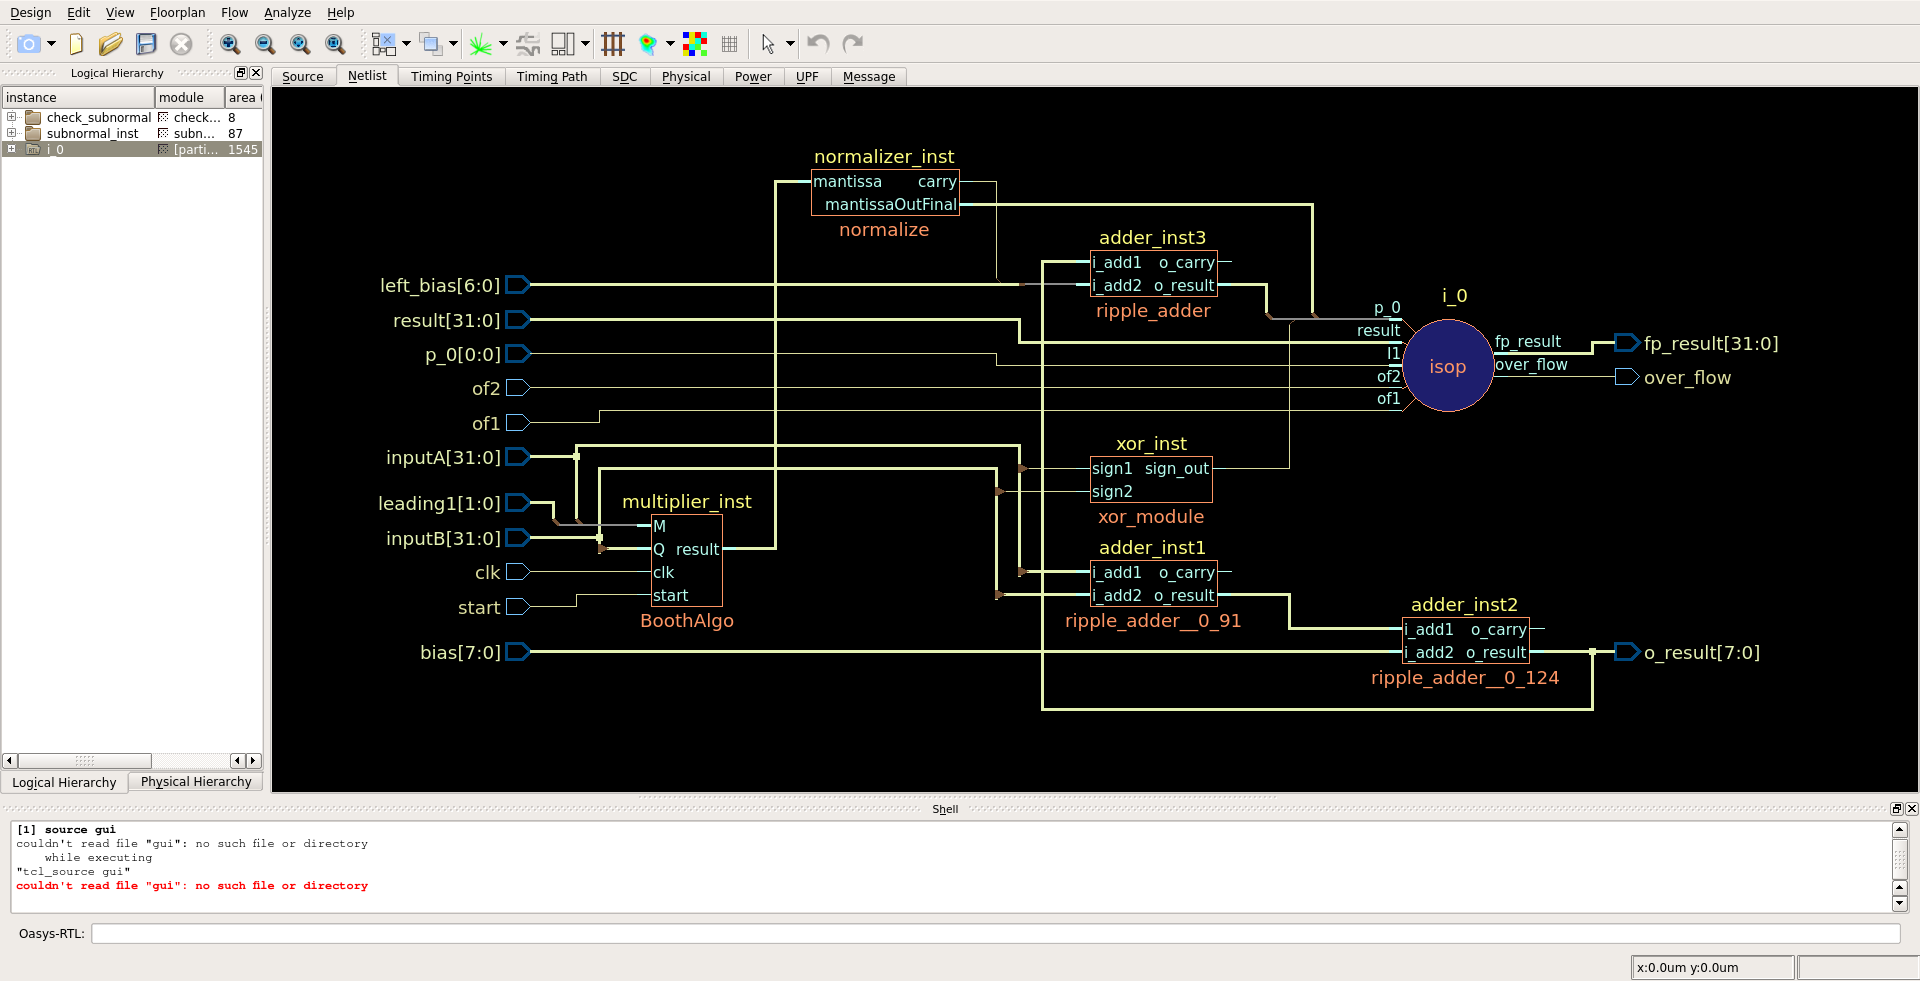 Design Edit View Floorplan Flow Analyze Help
Logical Hierarchy
Source Netlist Timing Points Timing Path SDC Physical Power UPF Message
instance module area (
check_subnormal check... 8
subnormal_inst subn... 87
i_0 [parti... 1545
normalizer_inst
mantissa carry
mantissaOutFinal
normalize
adder_inst3
i_add1 o_carry
i_add2 o_result
ripple_adder
left_bias[6:0]
result[31:0]
p_0[0:0]
of2
of1
inputA[31:0]
leading1[1:0]
inputB[31:0]
clk
start
bias[7:0]
i_0
p_0
result
l1
of2
of1
isop
fp_result
over_flow
fp_result[31:0]
over_flow
xor_inst
sign1 sign_out
sign2
xor_module
multiplier_inst
M
Q result
clk
start
BoothAlgo
adder_inst1
i_add1 o_carry
i_add2 o_result
ripple_adder__0_91
adder_inst2
i_add1 o_carry
i_add2 o_result
ripple_adder__0_124
o_result[7:0]
Logical Hierarchy Physical Hierarchy
Shell
[1] source gui
couldn't read file "gui": no such file or directory
while executing
"tcl_source gui"
couldn't read file "gui": no such file or directory
Oasys-RTL:
x:0.0um y:0.0um